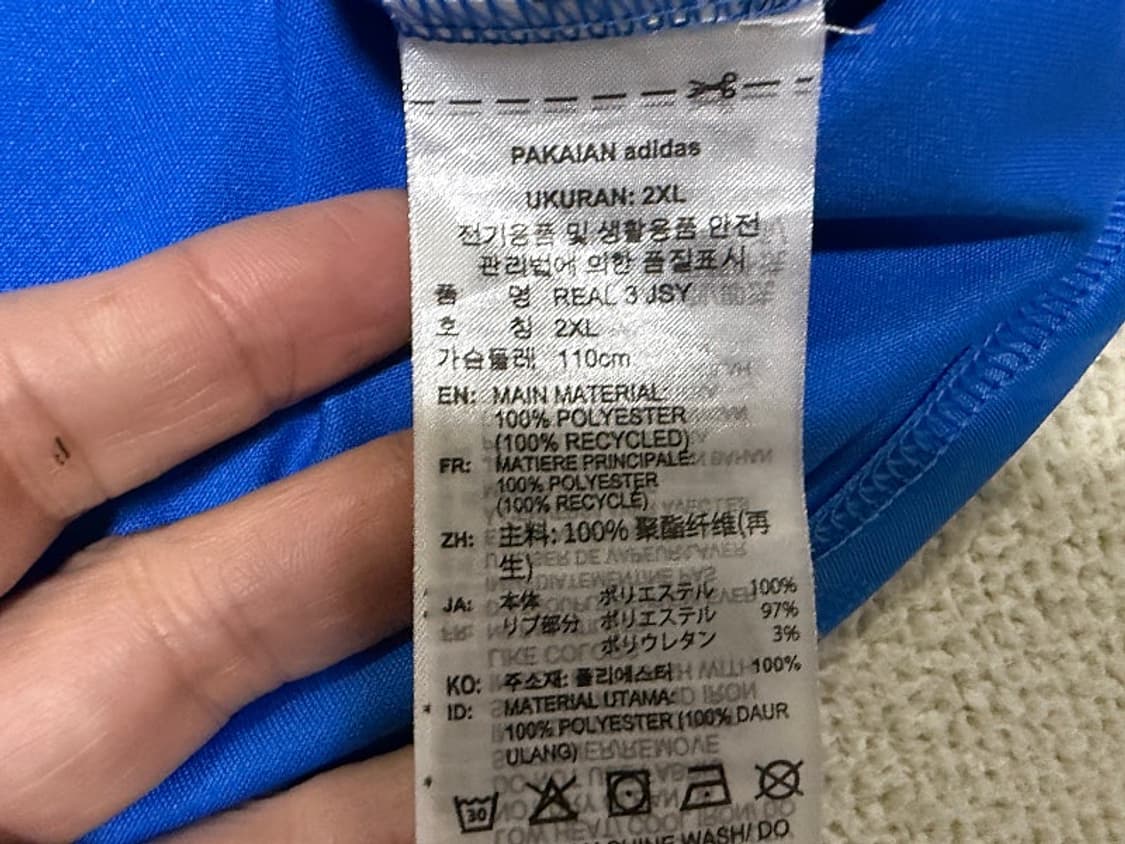 PAKAIAN adidas
UKURAN: 2XL
전기용품 및 생활용품 안전
관리법에 의한 품질표시
품 명 REAL 3 JSY
호 칭 2XL
가슴둘레 110cm
EN: MAIN MATERIAL:
100% POLYESTER
(100% RECYCLED)
FR: MATIERE PRINCIPALE:
100% POLYESTER
(100% RECYCLÉ)
ZH: 主料: 100% 聚酯纤维(再
生)
JA: 本体 ポリエステル 100%
リブ部分 ポリエステル 97%
ポリウレタン 3%
KO: 주소재: 폴리에스터 100%
ID: MATERIAL UTAMA:
100% POLYESTER (100% DAUR
ULANG)
30
WASH/ DO